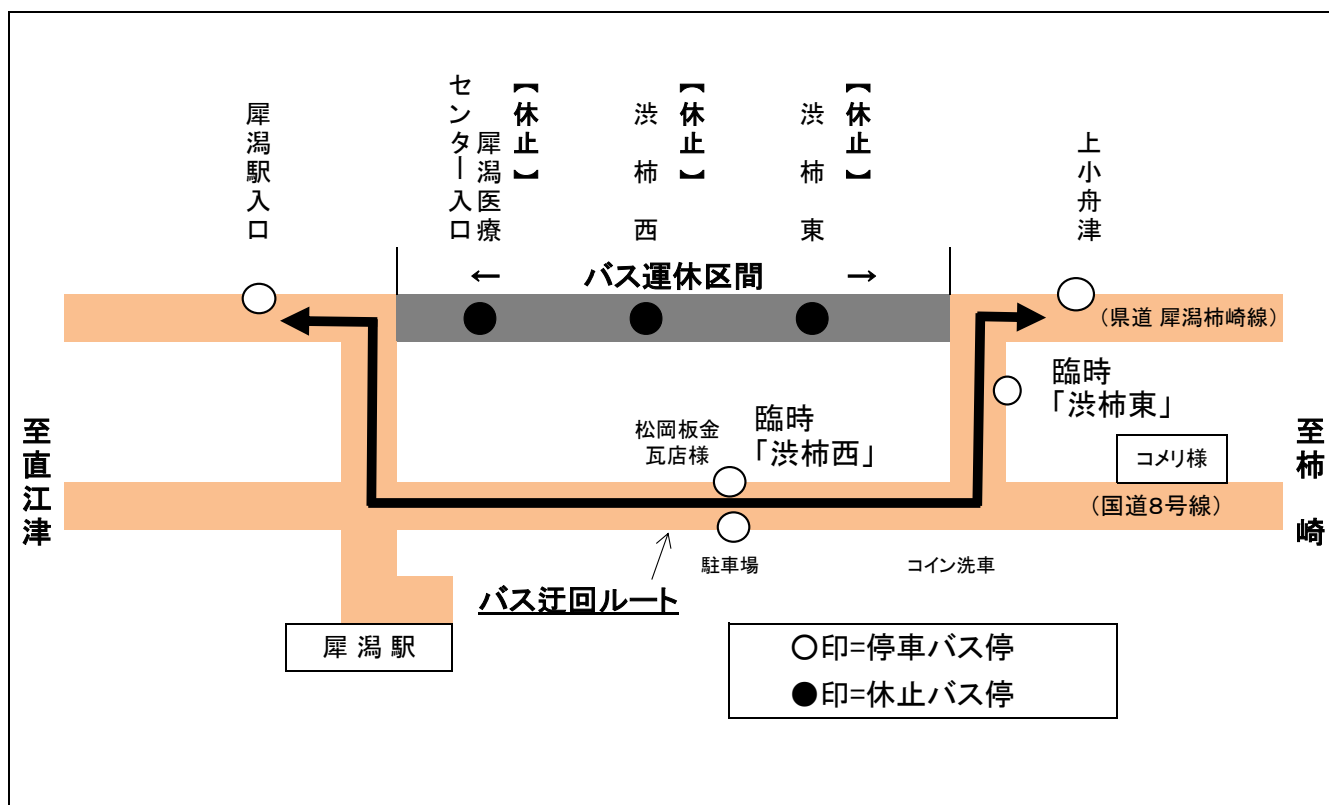 犀潟駅入口
犀潟医療
センター入口
【休止】
渋柿西
【休止】
渋柿東
【休止】
上小舟津
← バス運休区間 →
(県道 犀潟柿崎線)
臨時
「渋柿東」
松岡板金
瓦店様
臨時
「渋柿西」
コメリ様
至直江津
至柿崎
(国道8号線)
駐車場
コイン洗車
バス迂回ルート
犀潟駅
○印=停車バス停
●印=休止バス停